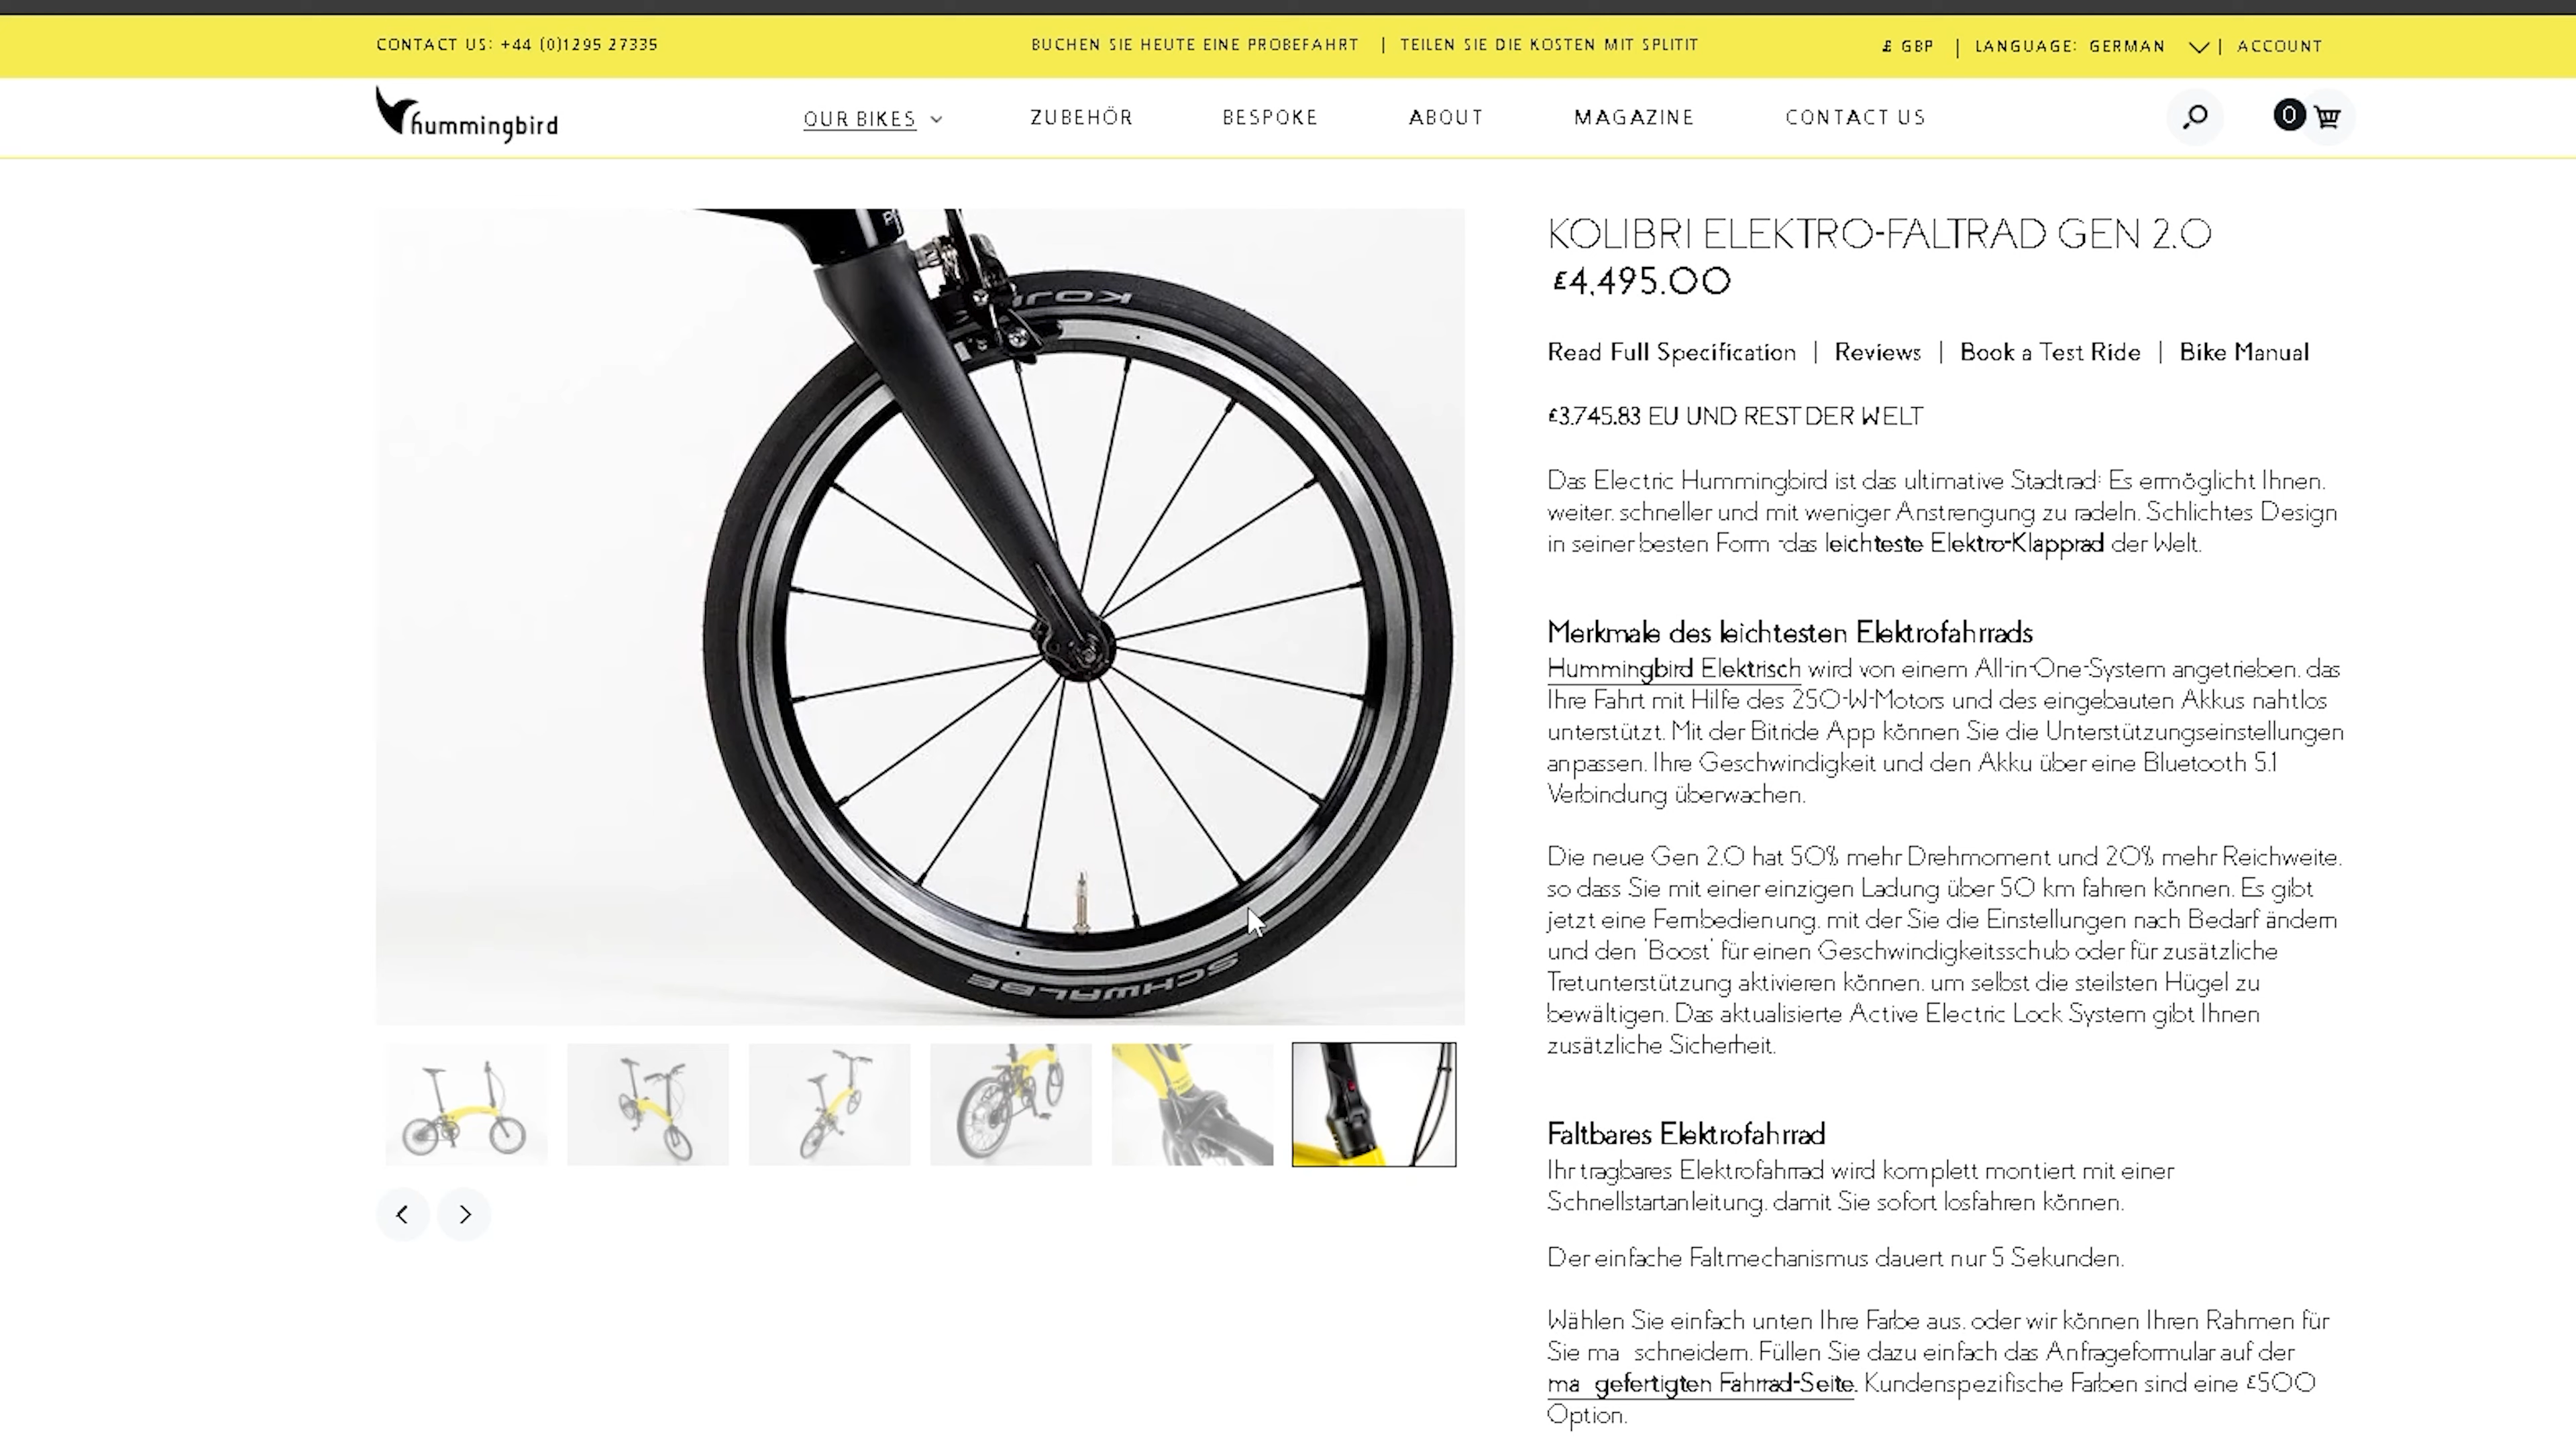 CONTACT US: +44 (0)1295 27335
BUCHEN SIE HEUTE EINE PROBEFAHRT | TEILEN SIE DIE KOSTEN MIT SPLITIT
£ GBP | LANGUAGE: GERMAN | ACCOUNT
hummingbird
OUR BIKES
ZUBEHÖR
BESPOKE
ABOUT
MAGAZINE
CONTACT US
0
KOJ
SCHWALBE
KOLIBRI ELEKTRO-FALTRAD GEN 2.0
£4,495.00
Read Full Specification | Reviews | Book a Test Ride | Bike Manual
£3.745.83 EU UND REST DER WELT
Das Electric Hummingbird ist das ultimative Stadtrad: Es ermöglicht Ihnen,
weiter, schneller und mit weniger Anstrengung zu radeln. Schlichtes Design
in seiner besten Form -das leichteste Elektro-Klapprad der Welt.
Merkmale des leichtesten Elektrofahrrads
Hummingbird Elektrisch wird von einem All-in-One-System angetrieben, das
Ihre Fahrt mit Hilfe des 250-W-Motors und des eingebauten Akkus nahtlos
unterstützt. Mit der Bitride App können Sie die Unterstützungseinstellungen
anpassen, Ihre Geschwindigkeit und den Akku über eine Bluetooth 5.1
Verbindung überwachen.
Die neue Gen 2.0 hat 50% mehr Drehmoment und 20% mehr Reichweite,
so dass Sie mit einer einzigen Ladung über 50 km fahren können. Es gibt
jetzt eine Fernbedienung, mit der Sie die Einstellungen nach Bedarf ändern
und den 'Boost' für einen Geschwindigkeitsschub oder für zusätzliche
Tretunterstützung aktivieren können, um selbst die steilsten Hügel zu
bewältigen. Das aktualisierte Active Electric Lock System gibt Ihnen
zusätzliche Sicherheit.
Faltbares Elektrofahrrad
Ihr tragbares Elektrofahrrad wird komplett montiert mit einer
Schnellstartanleitung, damit Sie sofort losfahren können.
Der einfache Faltmechanismus dauert nur 5 Sekunden.
Wählen Sie einfach unten Ihre Farbe aus, oder wir können Ihren Rahmen für
Sie ma schneidern. Füllen Sie dazu einfach das Anfrageformular auf der
ma gefertigten Fahrrad-Seite. Kundenspezifische Farben sind eine £500
Option.